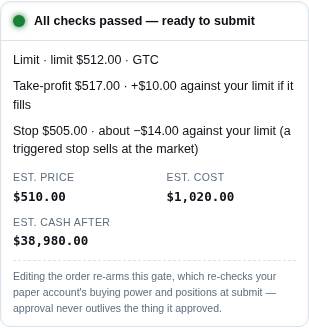 All checks passed — ready to submit
Limit · limit $512.00 · GTC
Take-profit $517.00 · +$10.00 against your limit if it
fills
Stop $505.00 · about −$14.00 against your limit (a
triggered stop sells at the market)
EST. PRICE
$510.00
EST. COST
$1,020.00
EST. CASH AFTER
$38,980.00
Editing the order re-arms this gate, which re-checks your
paper account's buying power and positions at submit —
approval never outlives the thing it approved.